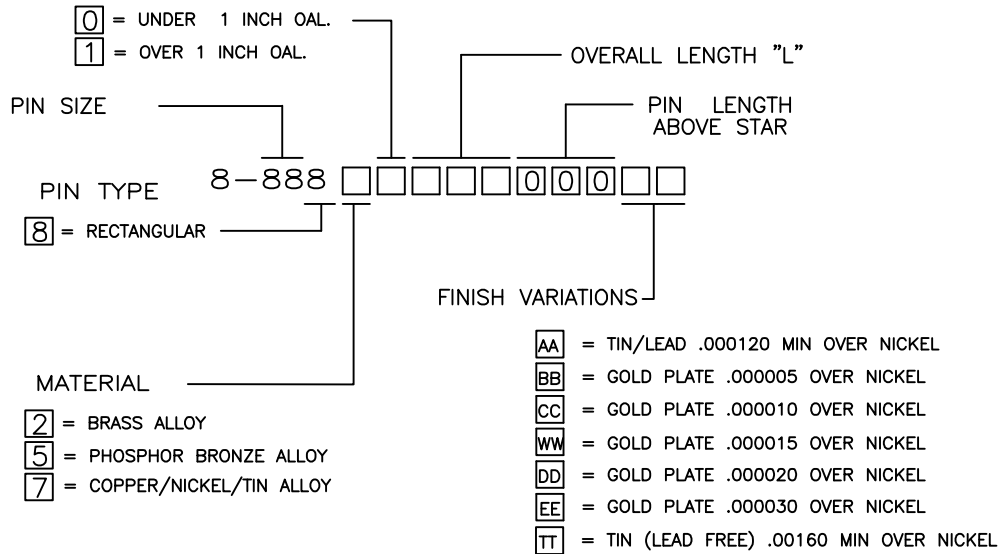 0 = UNDER 1 INCH OAL.
1 = OVER 1 INCH OAL.
OVERALL LENGTH "L"
PIN SIZE
PIN LENGTH
ABOVE STAR
8-888 000
PIN TYPE
8 = RECTANGULAR
FINISH VARIATIONS
AA = TIN/LEAD .000120 MIN OVER NICKEL
BB = GOLD PLATE .000005 OVER NICKEL
CC = GOLD PLATE .000010 OVER NICKEL
WW = GOLD PLATE .000015 OVER NICKEL
DD = GOLD PLATE .000020 OVER NICKEL
EE = GOLD PLATE .000030 OVER NICKEL
TT = TIN (LEAD FREE) .00160 MIN OVER NICKEL
MATERIAL
2 = BRASS ALLOY
5 = PHOSPHOR BRONZE ALLOY
7 = COPPER/NICKEL/TIN ALLOY